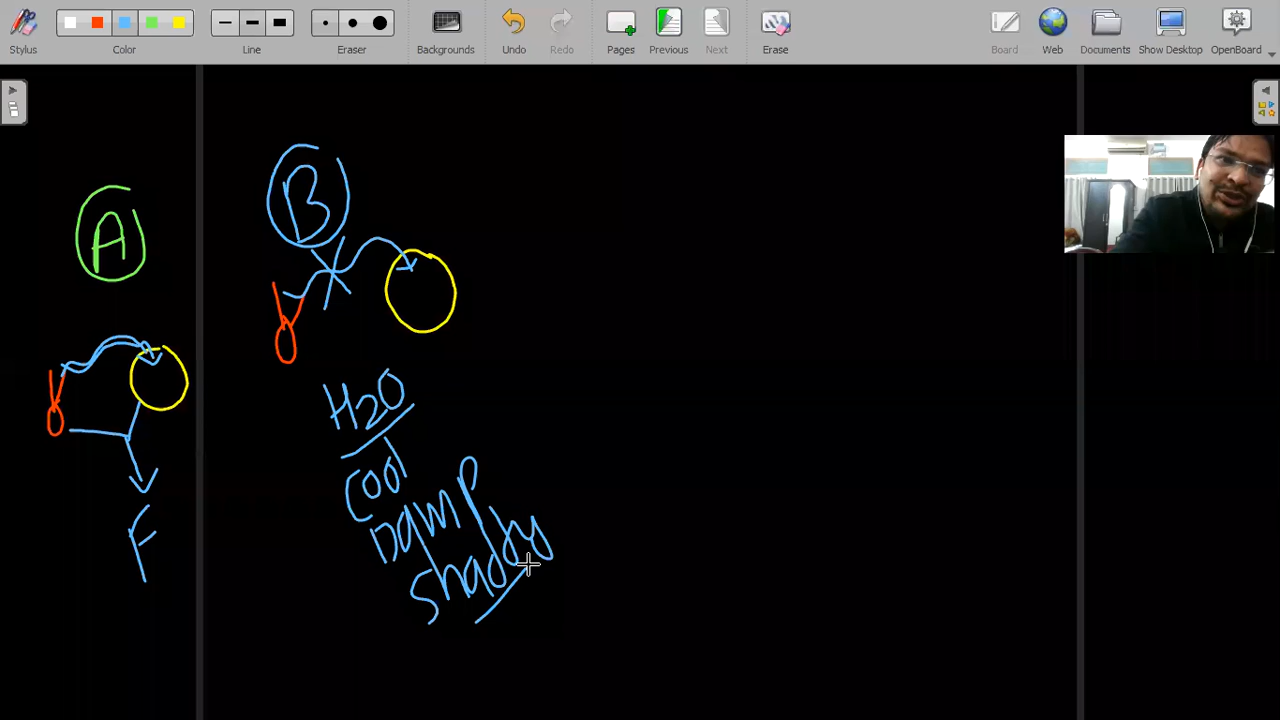 Stylus
Color
Line
Eraser
Backgrounds
Undo
Redo
Pages
Previous
Next
Erase
Board
Web
Documents
Show Desktop
OpenBoard
A
F
B
H2O
Cool
Damp
Shady